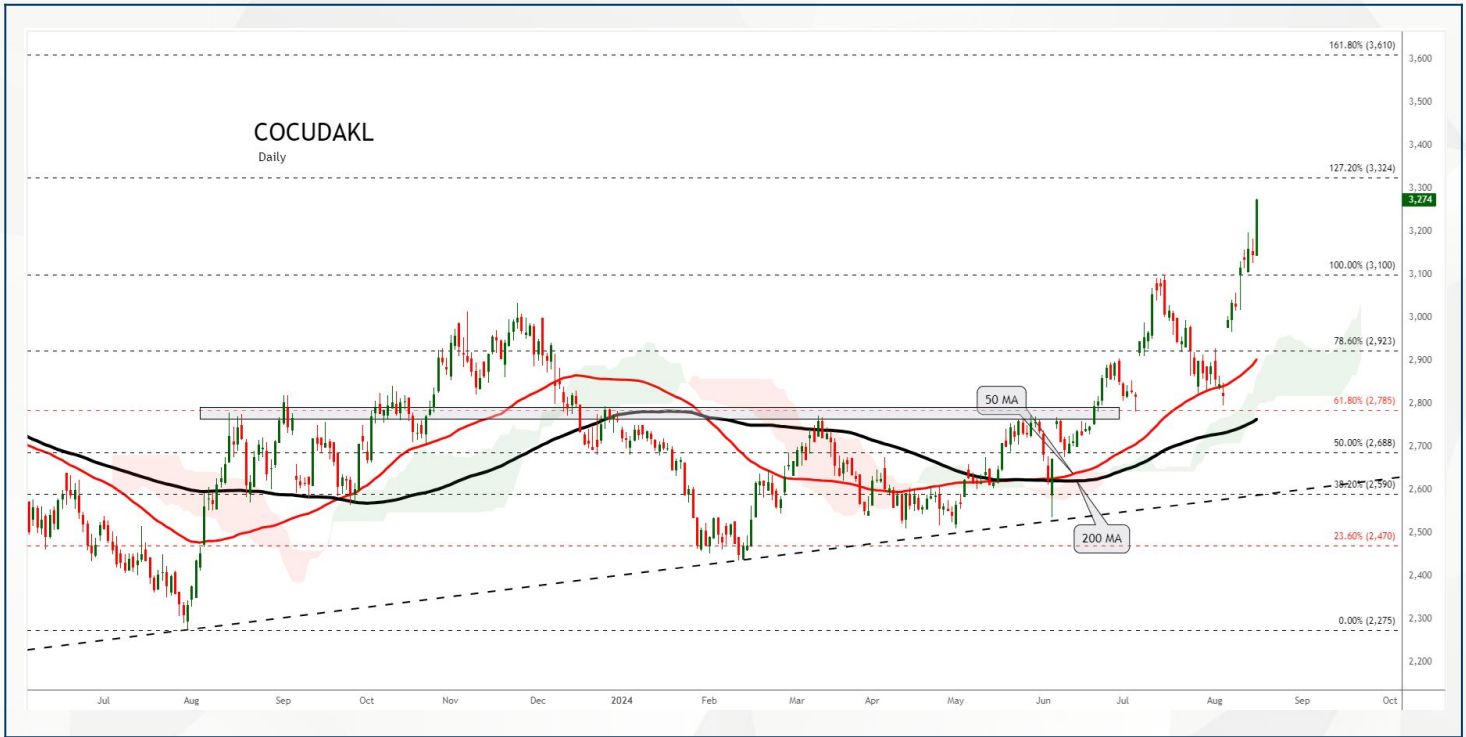 COCUDAKL
Daily
161.80% (3,610)
127.20% (3,324)
100.00% (3,100)
78.60% (2,923)
61.80% (2,785)
50.00% (2,688)
38.20% (2,590)
23.60% (2,470)
0.00% (2,275)
50 MA
200 MA
3,600
3,500
3,400
3,300
3,274
3,200
3,100
3,000
2,900
2,800
2,700
2,600
2,500
2,400
2,300
2,200
Jul
Aug
Sep
Oct
Nov
Dec
2024
Feb
Mar
Apr
May
Jun
Jul
Aug
Sep
Oct